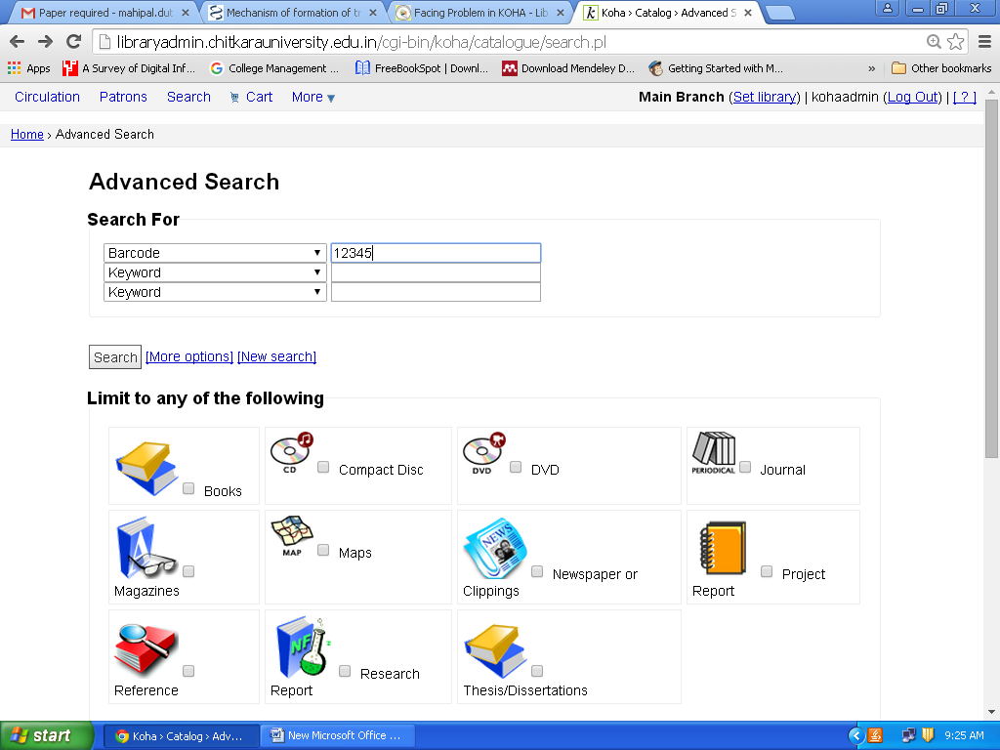 Paper required - mahipal.dut
Mechanism of formation of tr
Facing Problem in KOHA - Lib
Koha › Catalog › Advanced S
libraryadmin.chitkarauniversity.edu.in/cgi-bin/koha/catalogue/search.pl
Apps A Survey of Digital Inf... College Management ... FreeBookSpot | Downl... Download Mendeley D... Getting Started with M... » Other bookmarks
Circulation Patrons Search Cart More ▼ Main Branch (Set library) | kohaadmin (Log Out) | [ ? ]
Home › Advanced Search
Advanced Search
Search For
Barcode 12345
Keyword
Keyword
Search [More options] [New search]
Limit to any of the following
Books
CD Compact Disc
DVD DVD
PERIODICAL Journal
A Magazines
MAP Maps
NEWS Newspaper or
Clippings
Project
Report
Reference
NF Research
Report
Thesis/Dissertations
start Koha › Catalog › Adv... New Microsoft Office ... 9:25 AM